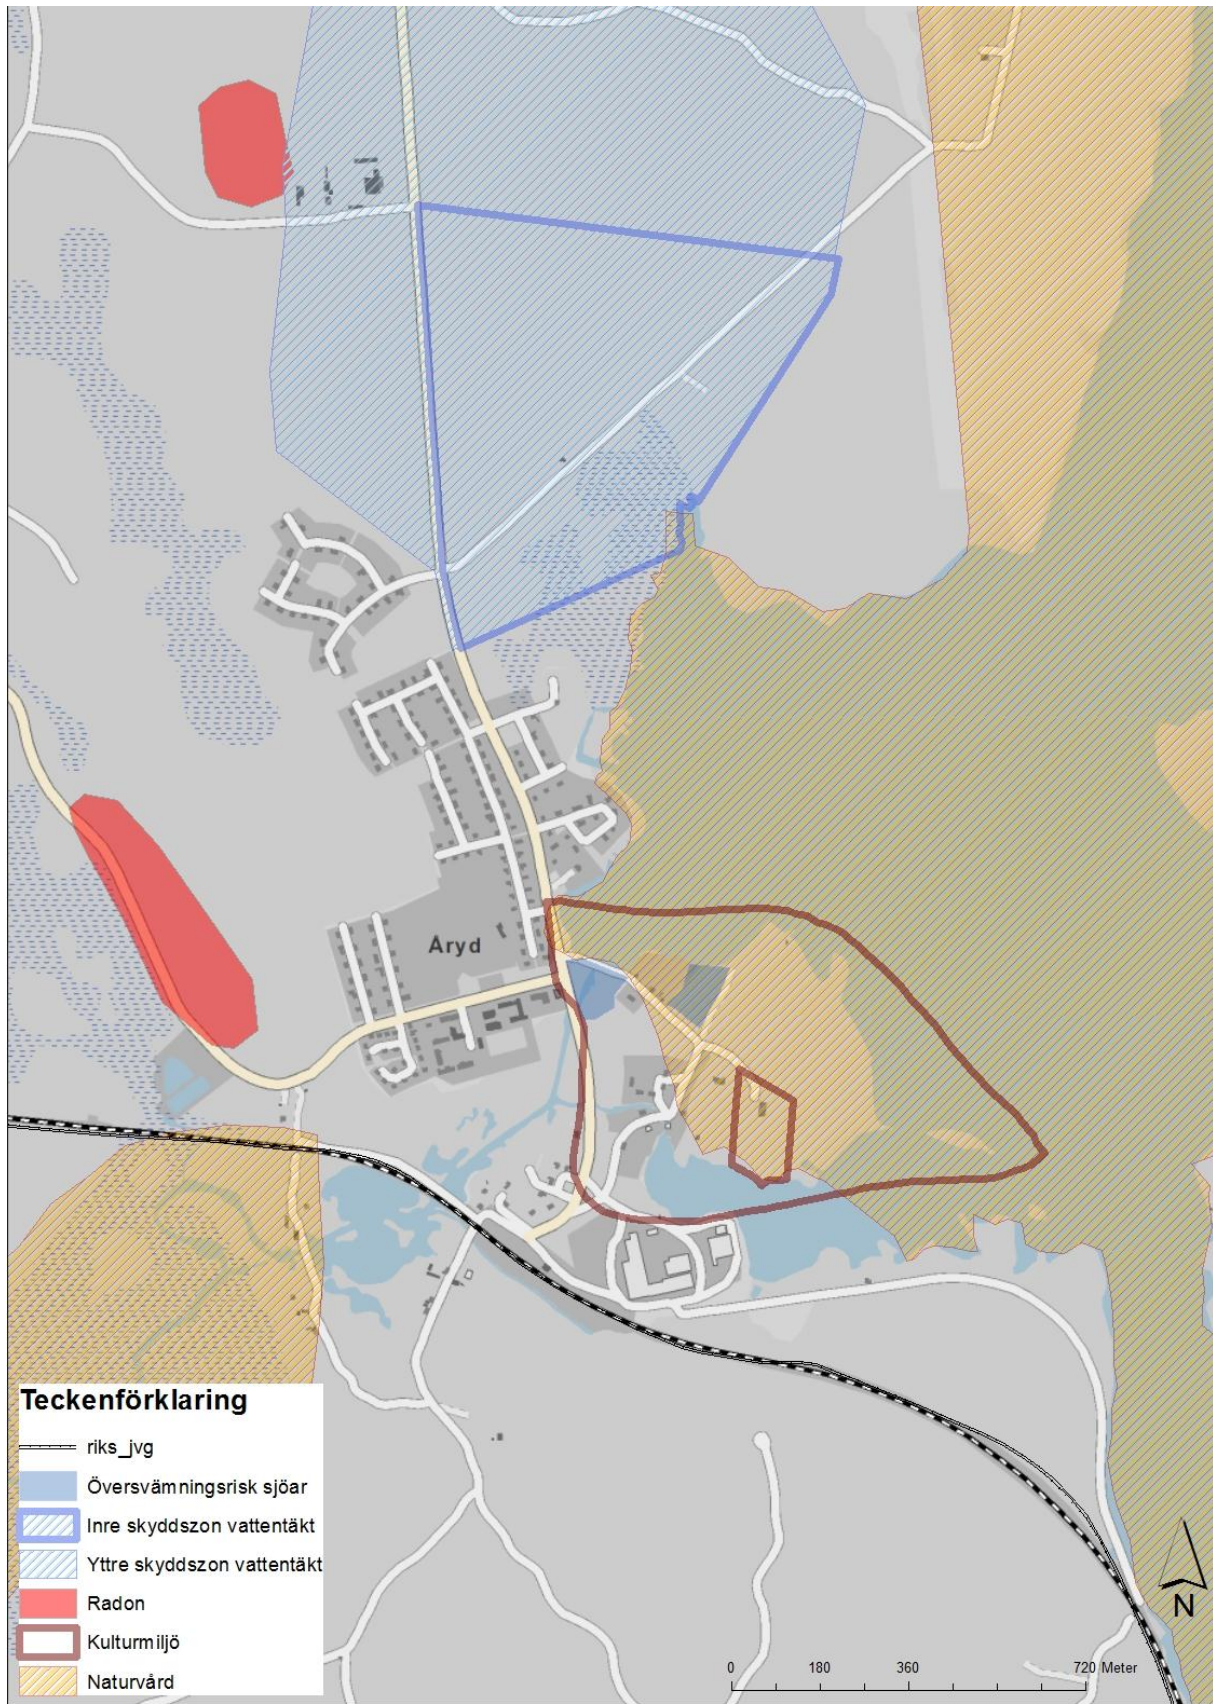 Åryd
Teckenförklaring
riks_jvg
Översvämningsrisk sjöar
Inre skyddszon vattentäkt
Yttre skyddszon vattentäkt
Radon
Kulturmiljö
Naturvård
N
0 180 360 720 Meter